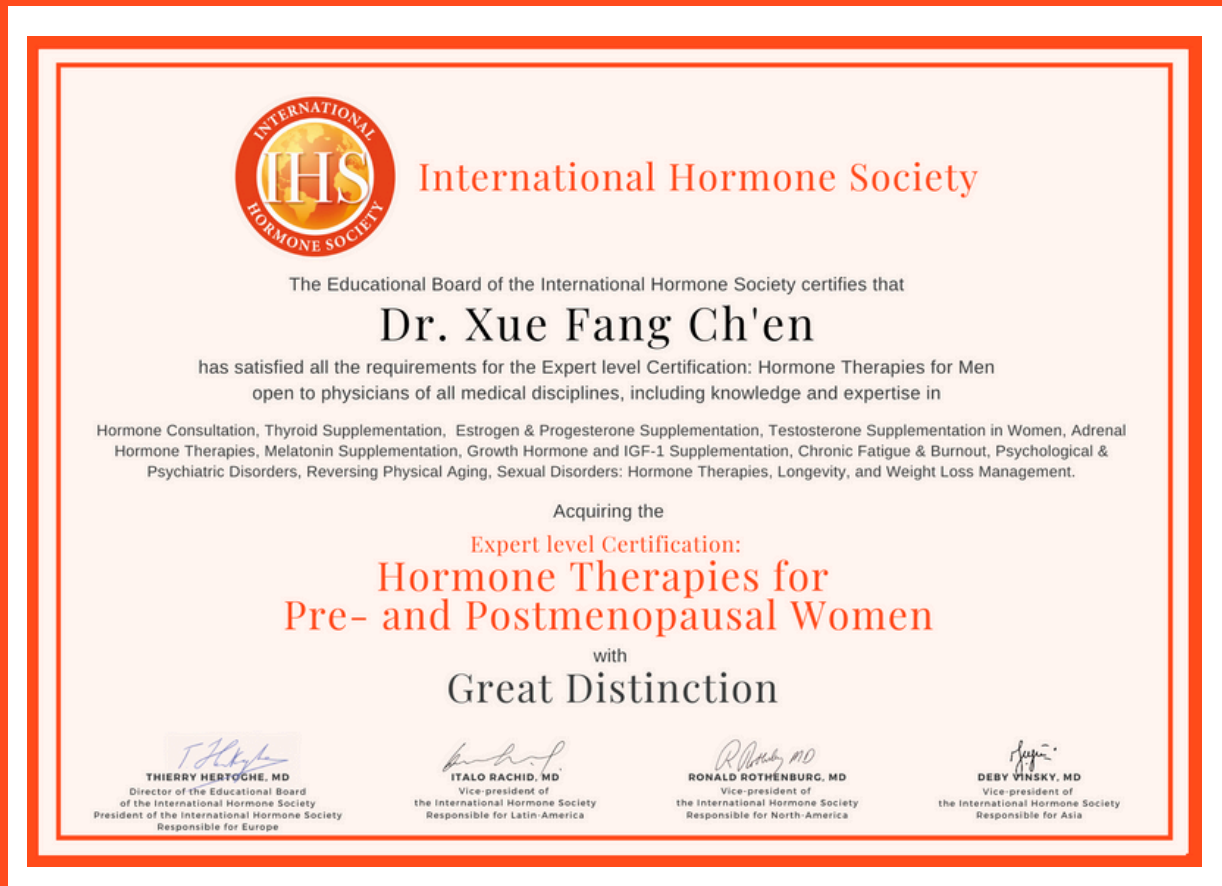 INTERNATIONAL
IHS
HORMONE SOCIETY
International Hormone Society
The Educational Board of the International Hormone Society certifies that
Dr. Xue Fang Ch'en
has satisfied all the requirements for the Expert level Certification: Hormone Therapies for Men
open to physicians of all medical disciplines, including knowledge and expertise in
Hormone Consultation, Thyroid Supplementation, Estrogen & Progesterone Supplementation, Testosterone Supplementation in Women, Adrenal
Hormone Therapies, Melatonin Supplementation, Growth Hormone and IGF-1 Supplementation, Chronic Fatigue & Burnout, Psychological &
Psychiatric Disorders, Reversing Physical Aging, Sexual Disorders: Hormone Therapies, Longevity, and Weight Loss Management.
Acquiring the
Expert level Certification:
Hormone Therapies for
Pre- and Postmenopausal Women
with
Great Distinction
THIERRY HERTOGHE, MD
Director of the Educational Board
of the International Hormone Society
President of the International Hormone Society
Responsible for Europe
ITALO RACHID, MD
Vice-president of
the International Hormone Society
Responsible for Latin-America
RONALD ROTHENBURG, MD
Vice-president of
the International Hormone Society
Responsible for North-America
DEBY VINSKY, MD
Vice-president of
the International Hormone Society
Responsible for Asia